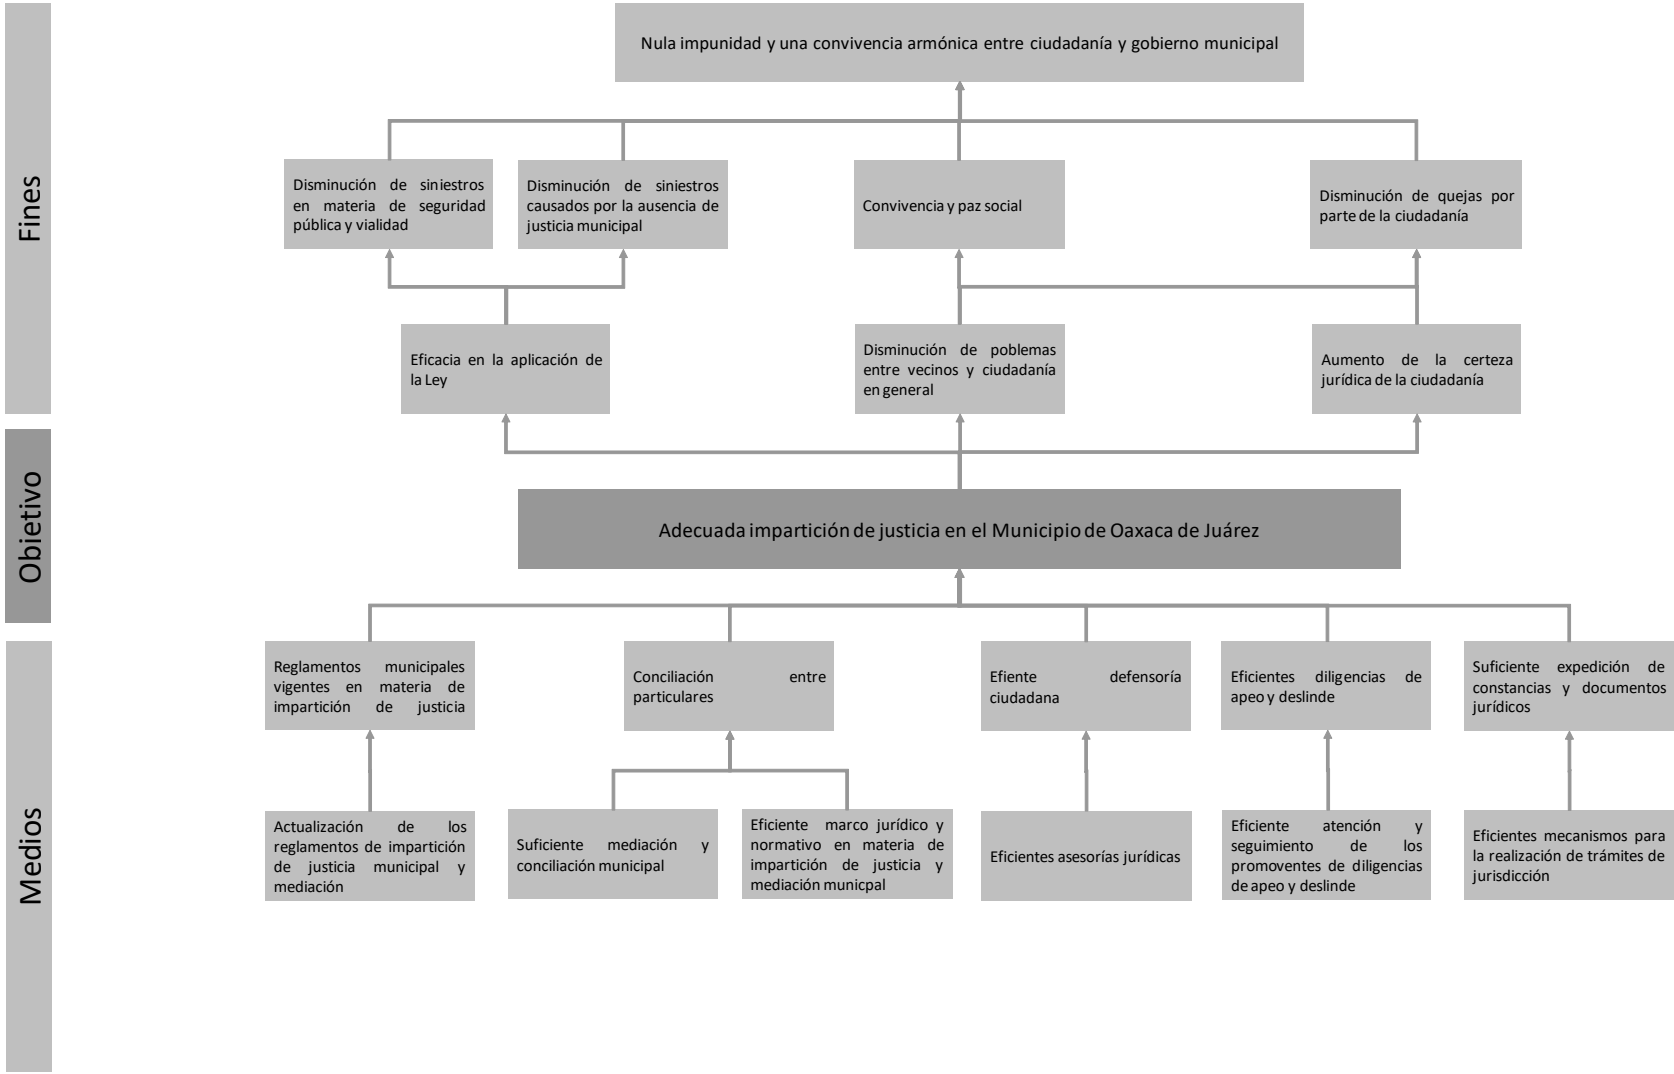 Fines
Nula impunidad y una convivencia armónica entre ciudadanía y gobierno municipal
Disminución de siniestros
en materia de seguridad
pública y vialidad
Disminución de siniestros
causados por la ausencia de
justicia municipal
Convivencia y paz social
Disminución de quejas por
parte de la ciudadanía
Eficacia en la aplicación de
la Ley
Disminución de poblemas
entre vecinos y ciudadanía
en general
Aumento de la certeza
jurídica de la ciudadanía
Objetivo
Adecuada impartición de justicia en el Municipio de Oaxaca de Juárez
Medios
Reglamentos municipales
vigentes en materia de
impartición de justicia
Conciliación entre
particulares
Efiente defensoría
ciudadana
Eficientes diligencias de
apeo y deslinde
Suficiente expedición de
constancias y documentos
jurídicos
Actualización de los
reglamentos de impartición
de justicia municipal y
mediación
Suficiente mediación y
conciliación municipal
Eficiente marco jurídico y
normativo en materia de
impartición de justicia y
mediación municpal
Eficientes asesorías jurídicas
Eficiente atención y
seguimiento de los
promoventes de diligencias
de apeo y deslinde
Eficientes mecanismos para
la realización de trámites de
jurisdicción